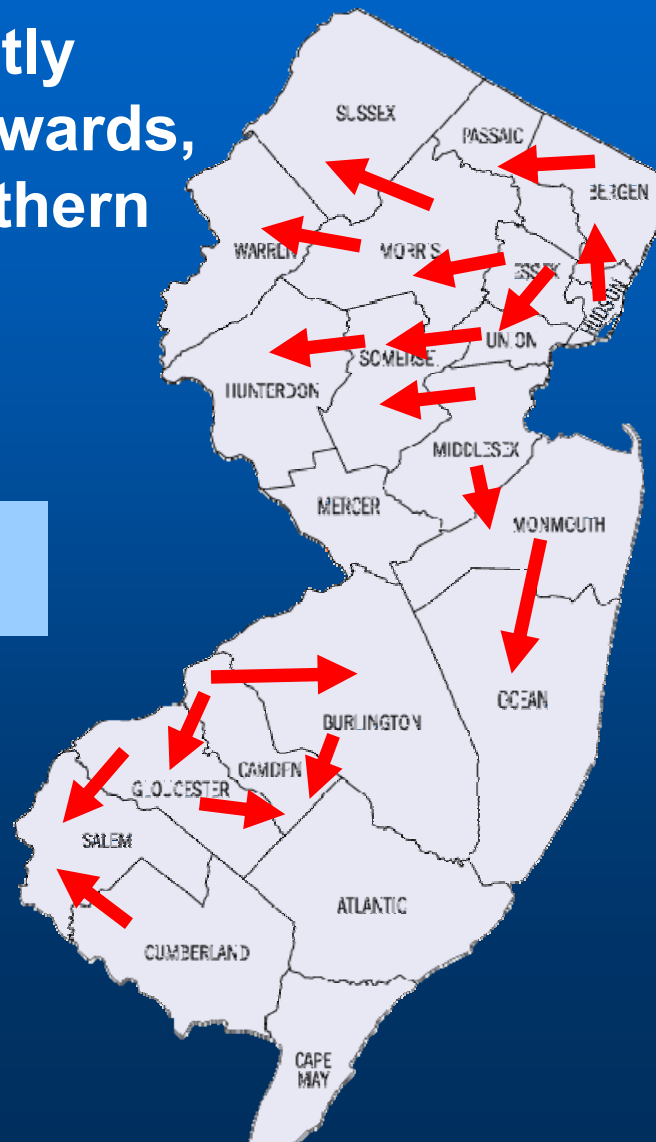 tly
wards,
thern
SUSSEX
PASSAIC
BERGEN
WARREN
MORRIS
ESSEX
HUDSON
UNION
SOMERSE
HUNTERDON
MIDDLESEX
MERCER
MONMOUTH
OCEAN
BURLINGTON
CAMDEN
GLOUCESTER
SALEM
ATLANTIC
CUMBERLAND
CAPE
MAY